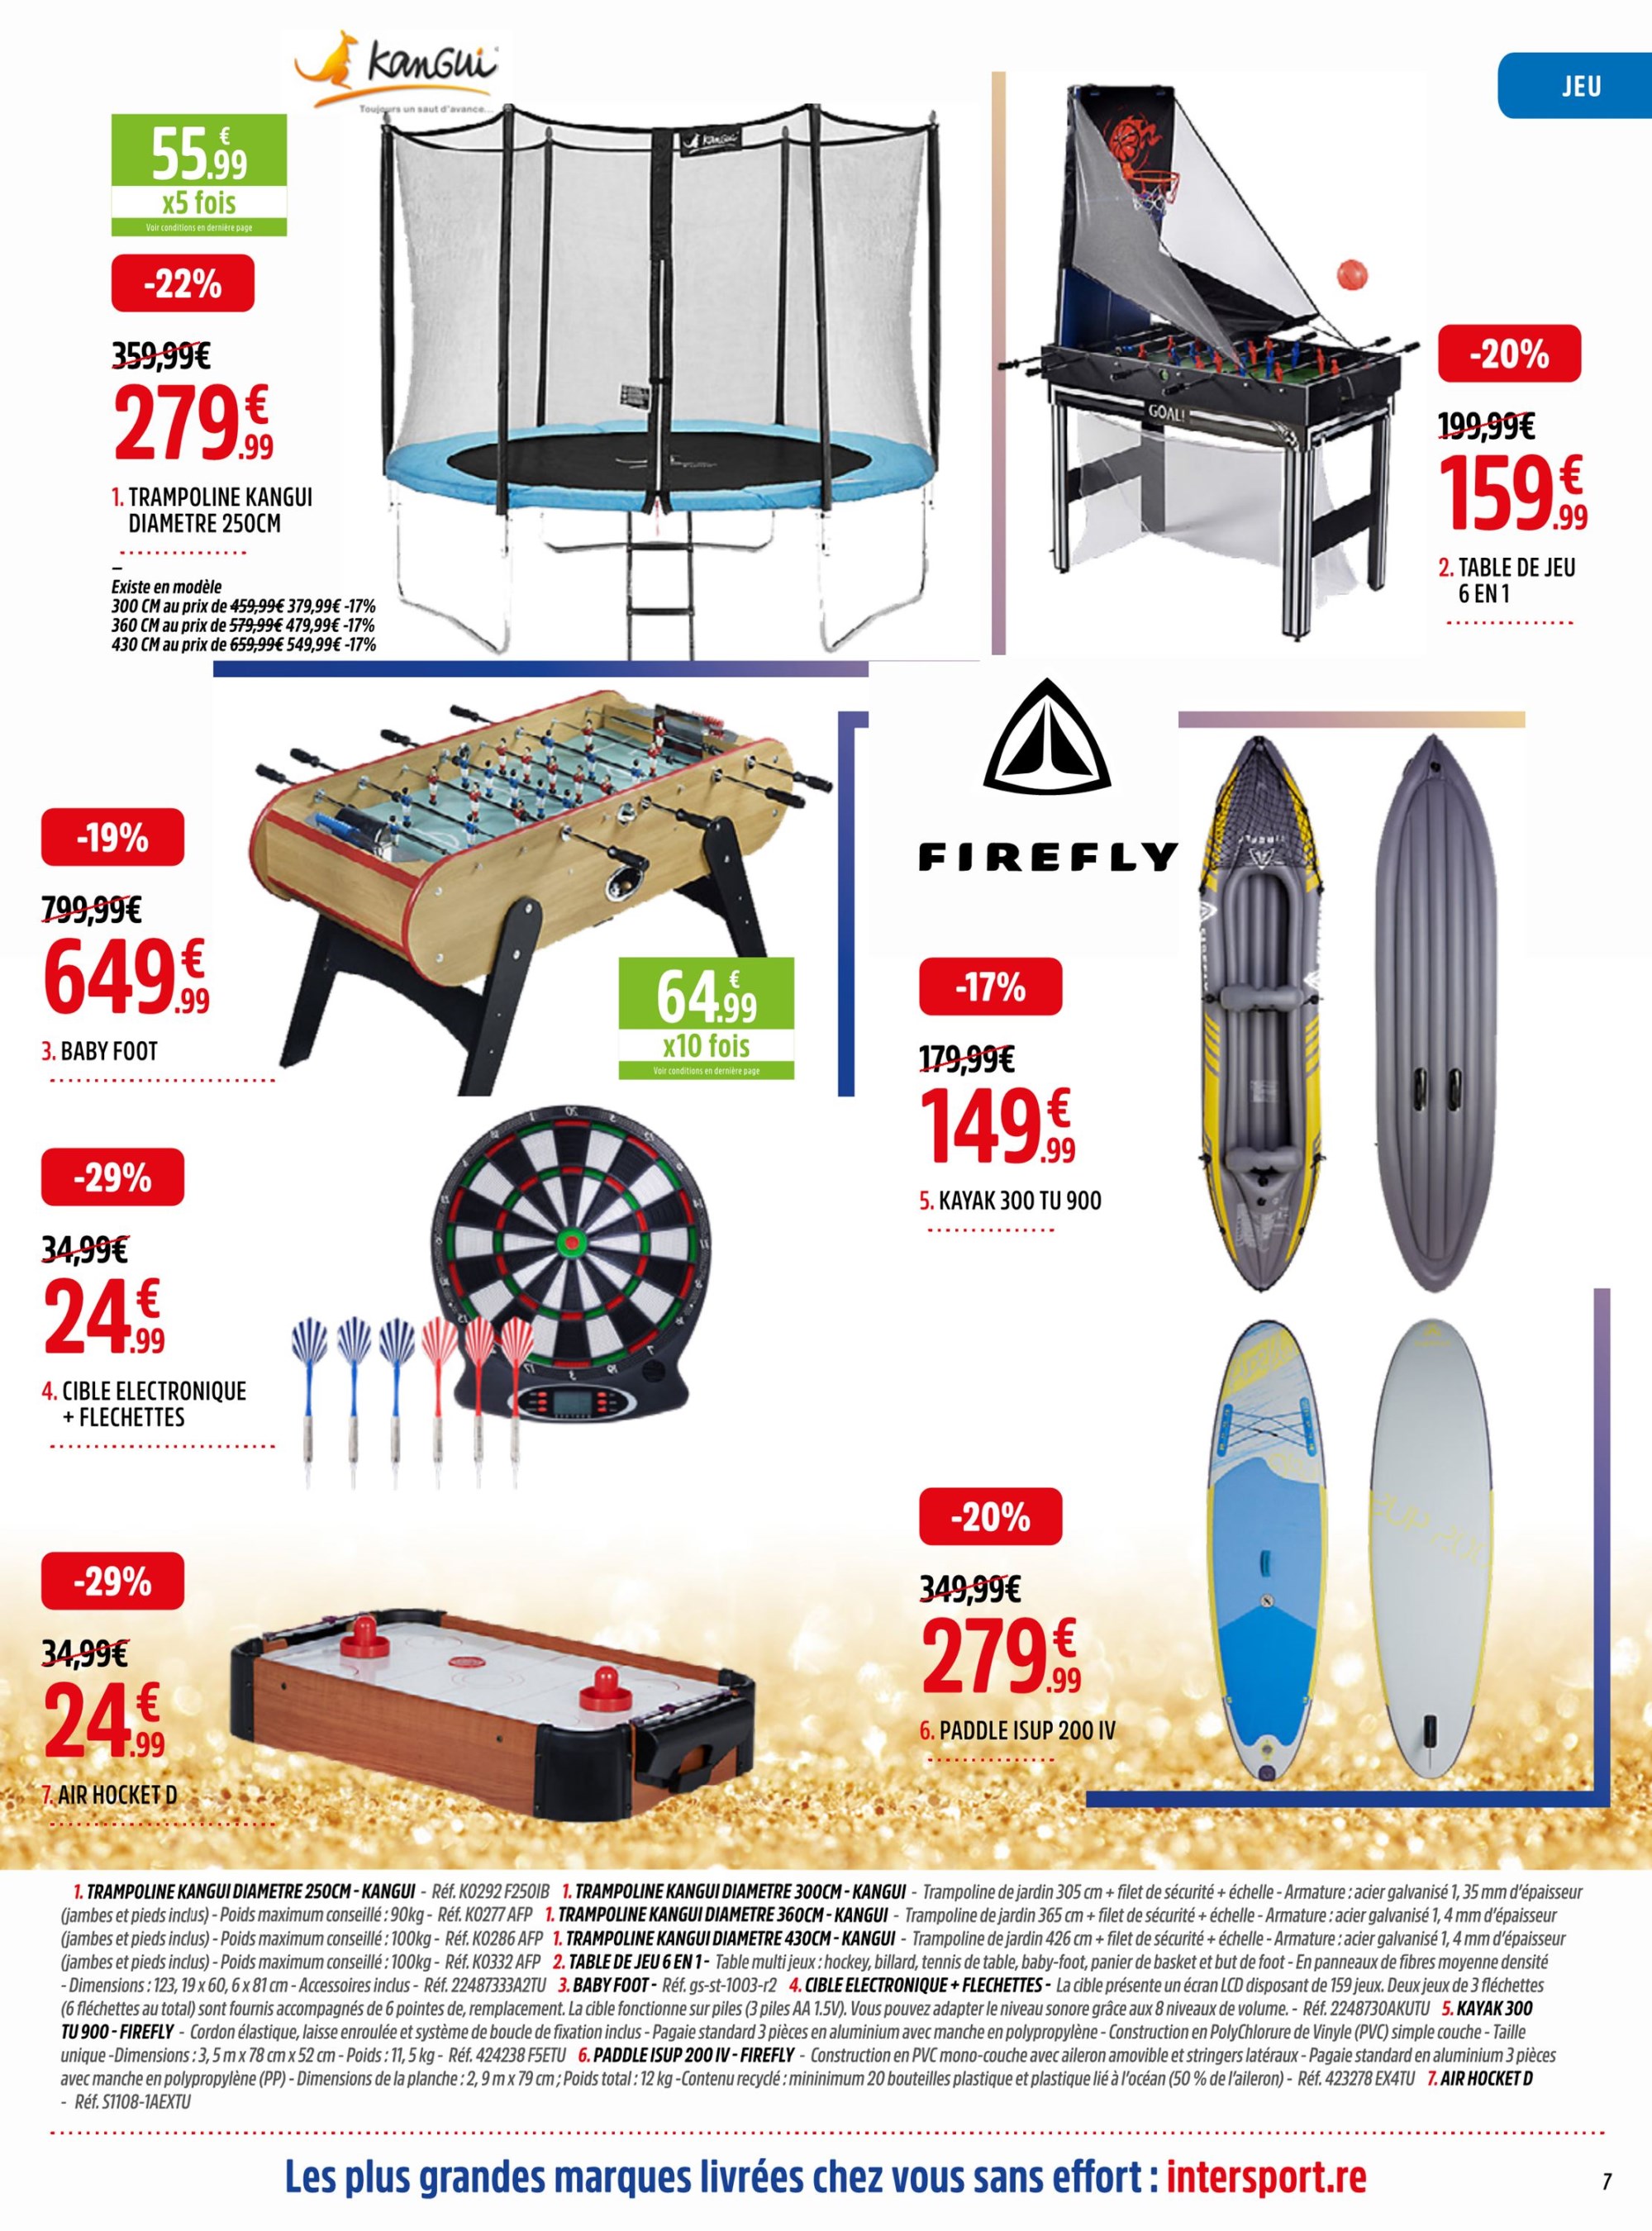 KANGUI
Toujours un saut d'avance...
JEU
55€.99
x5 fois
Voir conditions en dernière page
-22%
359,99€
279€.99
1. TRAMPOLINE KANGUI
DIAMETRE 250CM
–
Existe en modèle
300 CM au prix de 459,99€ 379,99€ -17%
360 CM au prix de 579,99€ 479,99€ -17%
430 CM au prix de 659,99€ 549,99€ -17%
Kangui
GOAL!
-20%
199,99€
159€.99
2. TABLE DE JEU
6 EN 1
-19%
799,99€
649€.99
3. BABY FOOT
64€.99
x10 fois
Voir conditions en dernière page
FIREFLY
-17%
179,99€
149€.99
5. KAYAK 300 TU 900
-29%
34,99€
24€.99
4. CIBLE ELECTRONIQUE
+ FLECHETTES
-20%
349,99€
279€.99
6. PADDLE ISUP 200 IV
-29%
34,99€
24€.99
7. AIR HOCKET D
1. TRAMPOLINE KANGUI DIAMETRE 250CM - KANGUI - Réf. K0292 F250IB 1. TRAMPOLINE KANGUI DIAMETRE 300CM - KANGUI - Trampoline de jardin 305 cm + filet de sécurité + échelle - Armature : acier galvanisé 1, 35 mm d'épaisseur
(jambes et pieds inclus) - Poids maximum conseillé : 90kg - Réf. K0277 AFP 1. TRAMPOLINE KANGUI DIAMETRE 360CM - KANGUI - Trampoline de jardin 365 cm + filet de sécurité + échelle - Armature : acier galvanisé 1, 4 mm d'épaisseur
(jambes et pieds inclus) - Poids maximum conseillé : 100kg - Réf. K0286 AFP 1. TRAMPOLINE KANGUI DIAMETRE 430CM - KANGUI - Trampoline de jardin 426 cm + filet de sécurité + échelle - Armature : acier galvanisé 1, 4 mm d'épaisseur
(jambes et pieds inclus) - Poids maximum conseillé : 100kg - Réf. K0332 AFP 2. TABLE DE JEU 6 EN 1 - Table multi jeux : hockey, billard, tennis de table, baby-foot, panier de basket et but de foot - En panneaux de fibres moyenne densité
- Dimensions : 123, 19 x 60, 6 x 81 cm - Accessoires inclus - Réf. 22487333A2TU 3. BABY FOOT - Réf. gs-st-1003-r2 4. CIBLE ELECTRONIQUE + FLECHETTES - La cible présente un écran LCD disposant de 159 jeux. Deux jeux de 3 fléchettes
(6 fléchettes au total) sont fournis accompagnés de 6 pointes de, remplacement. La cible fonctionne sur piles (3 piles AA 1.5V). Vous pouvez adapter le niveau sonore grâce aux 8 niveaux de volume. - Réf. 2248730AKUTU 5. KAYAK 300
TU 900 - FIREFLY - Cordon élastique, laisse enroulée et système de boucle de fixation inclus - Pagaie standard 3 pièces en aluminium avec manche en polypropylène - Construction en PolyChlorure de Vinyle (PVC) simple couche - Taille
unique -Dimensions : 3, 5 m x 78 cm x 52 cm - Poids : 11, 5 kg - Réf. 424238 F5ETU 6. PADDLE ISUP 200 IV - FIREFLY - Construction en PVC mono-couche avec aileron amovible et stringers latéraux - Pagaie standard en aluminium 3 pièces
avec manche en polypropylène (PP) - Dimensions de la planche : 2, 9 m x 79 cm ; Poids total : 12 kg -Contenu recyclé : mininimum 20 bouteilles plastique et plastique lié à l'océan (50 % de l'aileron) - Réf. 423278 EX4TU 7. AIR HOCKET D
- Réf. S1108-1AEXTU
Les plus grandes marques livrées chez vous sans effort : intersport.re
7